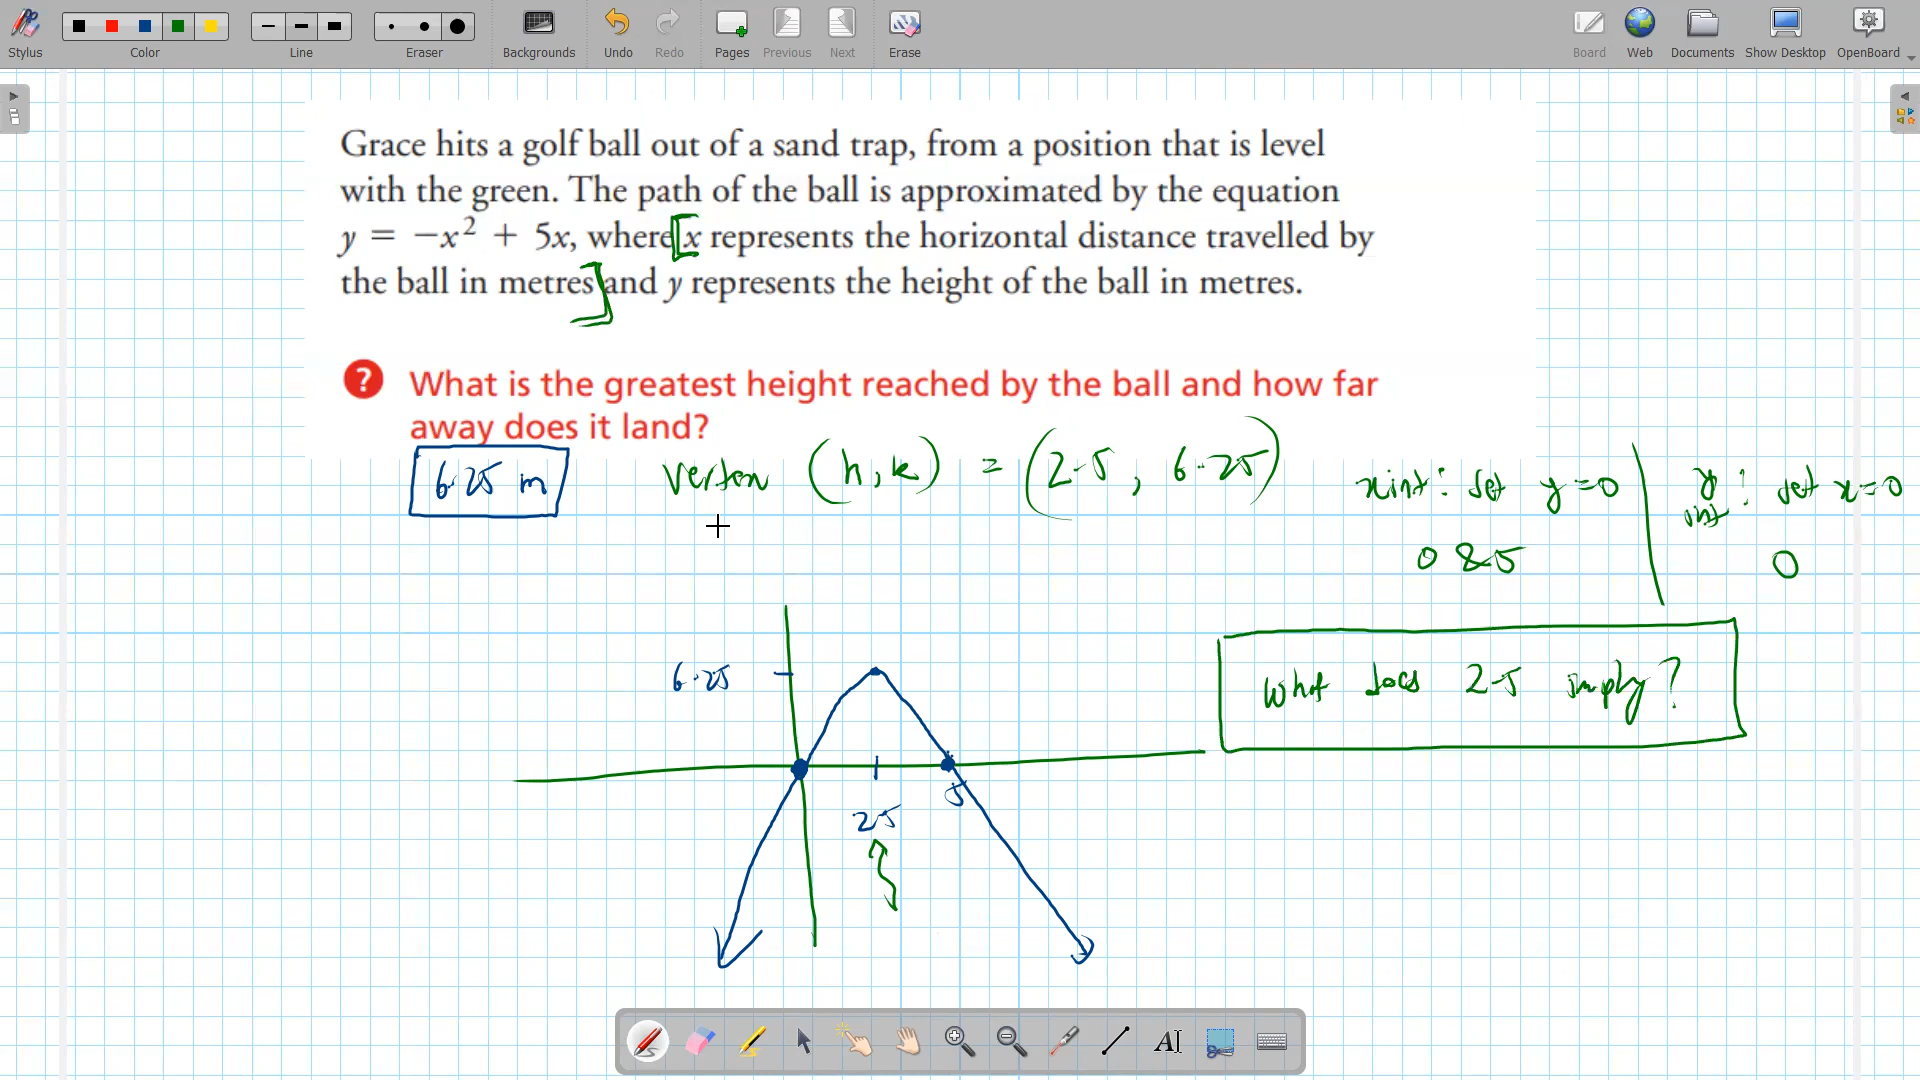 Stylus Color Line Eraser Backgrounds Undo Redo Pages Previous Next Erase Board Web Documents Show Desktop OpenBoard
Grace hits a golf ball out of a sand trap, from a position that is level
with the green. The path of the ball is approximated by the equation
y = −x² + 5x, where [x represents the horizontal distance travelled by
the ball in metres] and y represents the height of the ball in metres.
? What is the greatest height reached by the ball and how far
away does it land?
6.25 m
Vertex (h, k) = (2.5, 6.25)
x int: set y=0
0 & 5
y int: set x=0
0
What does 2.5 imply?
6.25
5
2.5